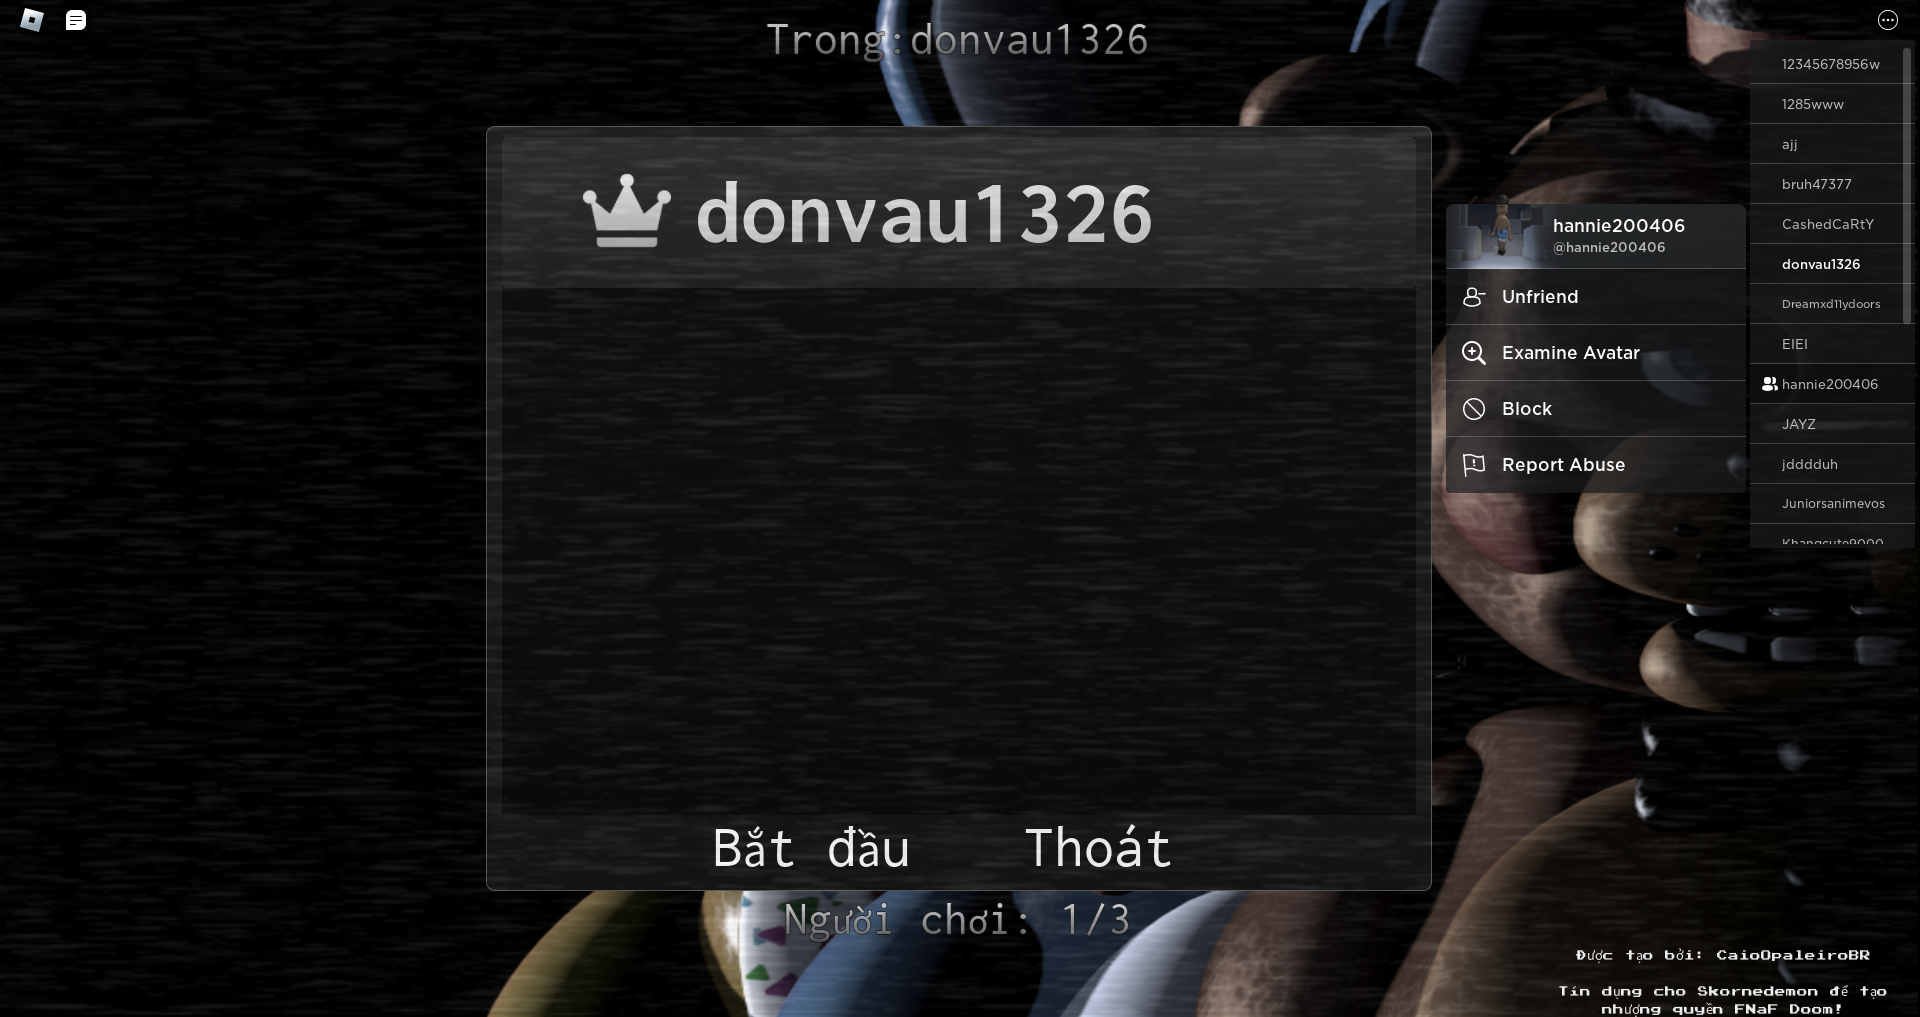 Trong:donvau1326
donvau1326
Bắt đầu
Thoát
Người chơi: 1/3
hannie200406
@hannie200406
Unfriend
Examine Avatar
Block
Report Abuse
12345678956w
1285www
ajj
bruh47377
CashedCaRtY
donvau1326
Dreamxd11ydoors
EIEI
hannie200406
JAYZ
jdddduh
Juniorsanimevos
Khangcute9000
Được tạo bởi: CaioOpaleiroBR
Tín dụng cho Skornedemon để tạo
nhượng quyền FNaF Doom!